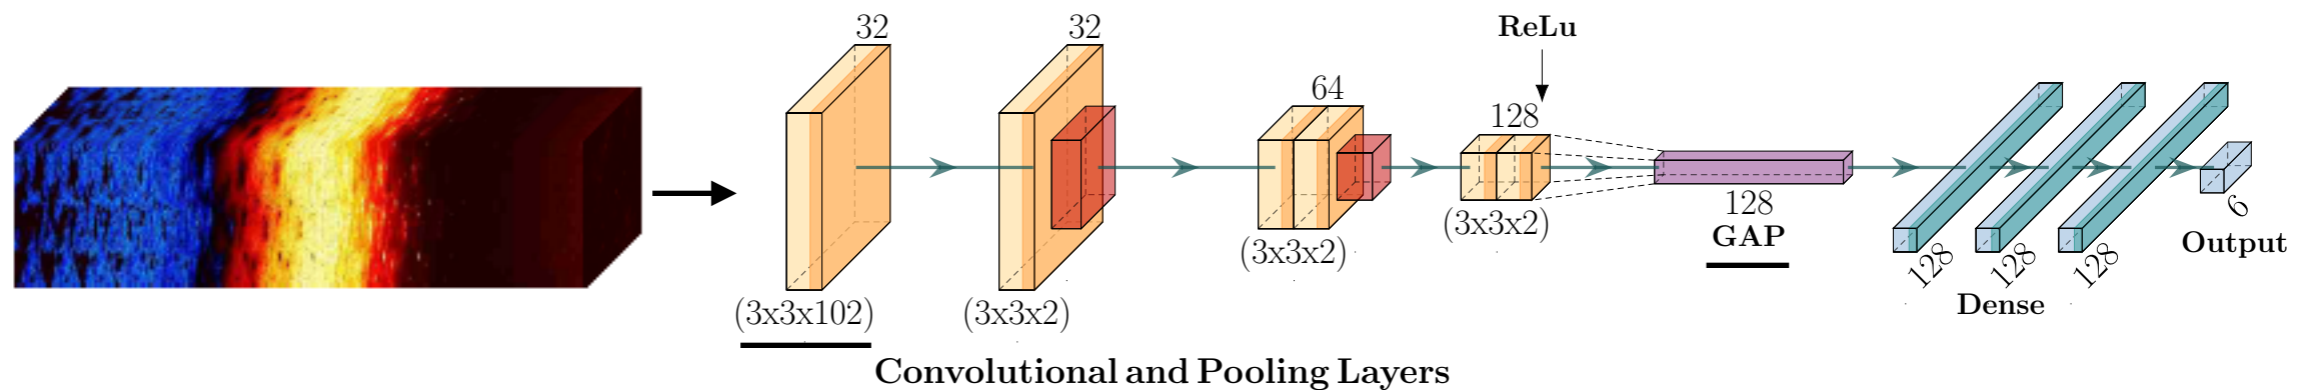 32
32
64
128
ReLu
(3x3x102)
(3x3x2)
(3x3x2)
(3x3x2)
128
GAP
128
128
128
Dense
6
Output
Convolutional and Pooling Layers